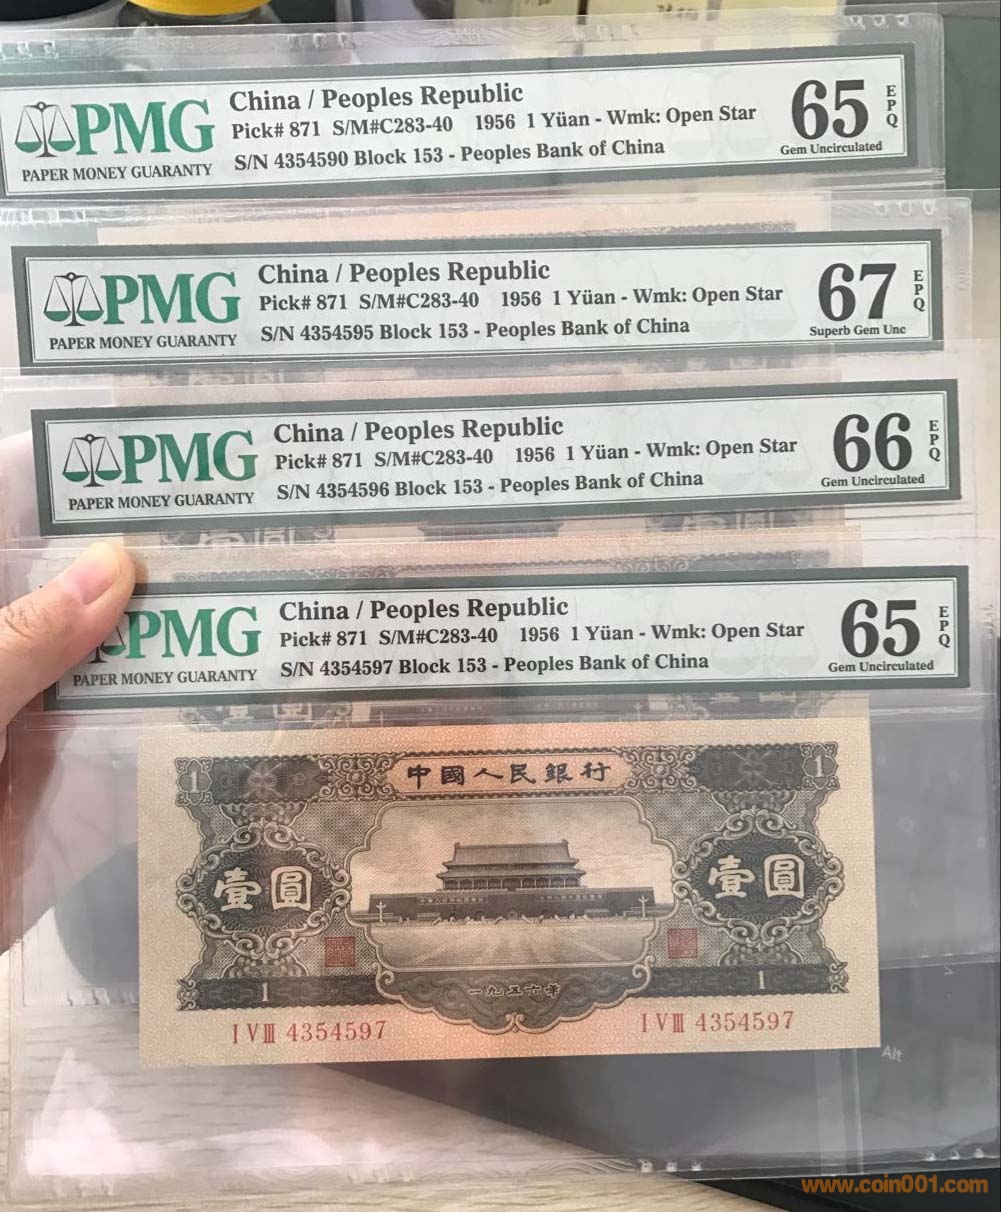 PMG
PAPER MONEY GUARANTY
China / Peoples Republic
Pick# 871 S/M#C283-40 1956 1 Yüan - Wmk: Open Star
S/N 4354590 Block 153 - Peoples Bank of China
65 EPQ
Gem Uncirculated
PMG
PAPER MONEY GUARANTY
China / Peoples Republic
Pick# 871 S/M#C283-40 1956 1 Yüan - Wmk: Open Star
S/N 4354595 Block 153 - Peoples Bank of China
67 EPQ
Superb Gem Unc
PMG
PAPER MONEY GUARANTY
China / Peoples Republic
Pick# 871 S/M#C283-40 1956 1 Yüan - Wmk: Open Star
S/N 4354596 Block 153 - Peoples Bank of China
66 EPQ
Gem Uncirculated
PMG
PAPER MONEY GUARANTY
China / Peoples Republic
Pick# 871 S/M#C283-40 1956 1 Yüan - Wmk: Open Star
S/N 4354597 Block 153 - Peoples Bank of China
65 EPQ
Gem Uncirculated
1 中國人民銀行 1
壹圓 壹圓
1 一九五六年 1
I V Ⅲ 4354597 I V Ⅲ 4354597
Alt
www.coin001.com